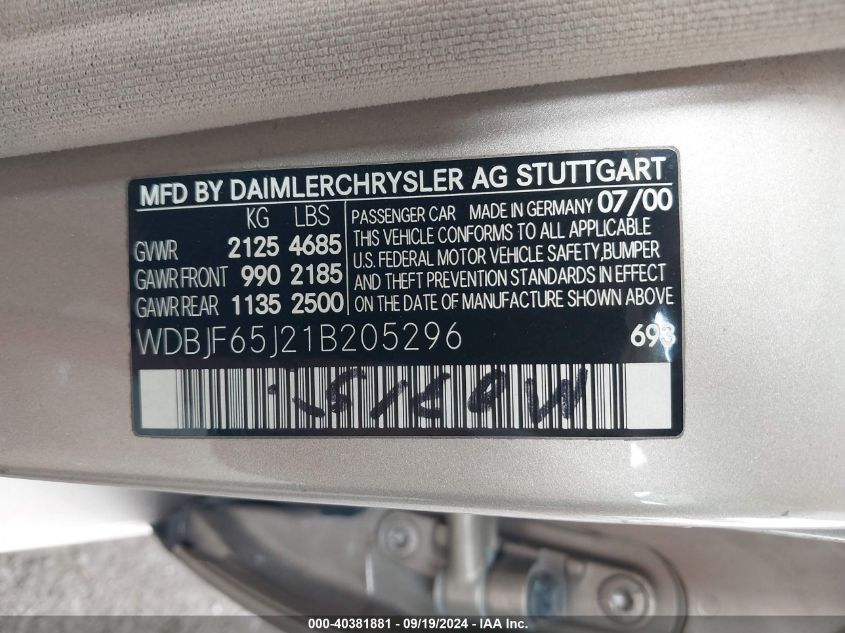 MFD BY DAIMLERCHRYSLER AG STUTTGART
KG LBS
GVWR 2125 4685
GAWR FRONT 990 2185
GAWR REAR 1135 2500
PASSENGER CAR MADE IN GERMANY 07/00
THIS VEHICLE CONFORMS TO ALL APPLICABLE
U.S. FEDERAL MOTOR VEHICLE SAFETY, BUMPER
AND THEFT PREVENTION STANDARDS IN EFFECT
ON THE DATE OF MANUFACTURE SHOWN ABOVE
WDBJF65J21B205296 693
000-40381881 - 09/19/2024 - IAA Inc.